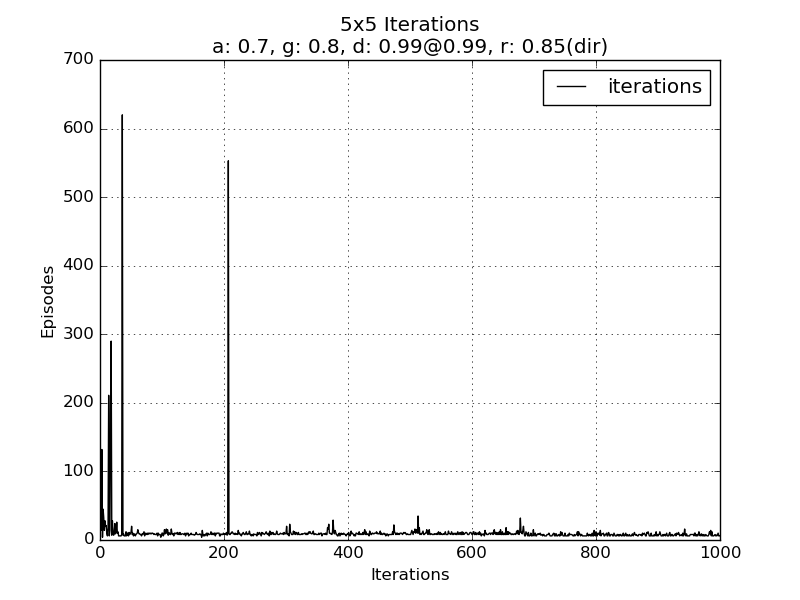 5x5 Iterations
a: 0.7, g: 0.8, d: 0.99@0.99, r: 0.85(dir)
700
iterations
600
500
400
Episodes
300
200
100
0
0 200 400 600 800 1000
Iterations